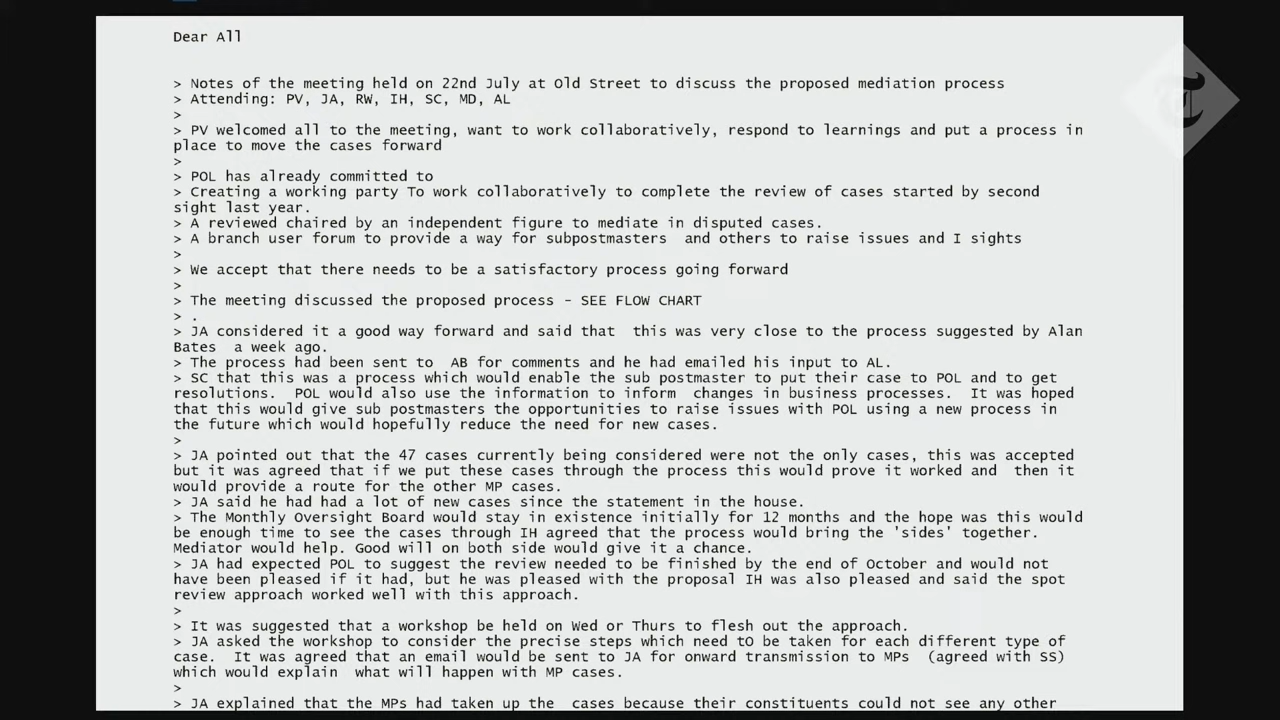 Dear All
> Notes of the meeting held on 22nd July at Old Street to discuss the proposed mediation process
> Attending: PV, JA, RW, IH, SC, MD, AL
>
> PV welcomed all to the meeting, want to work collaboratively, respond to learnings and put a process in
place to move the cases forward
>
> POL has already committed to
> Creating a working party To work collaboratively to complete the review of cases started by second
sight last year.
> A reviewed chaired by an independent figure to mediate in disputed cases.
> A branch user forum to provide a way for subpostmasters  and others to raise issues and I sights
>
> We accept that there needs to be a satisfactory process going forward
>
> The meeting discussed the proposed process - SEE FLOW CHART
> .
> JA considered it a good way forward and said that  this was very close to the process suggested by Alan
Bates  a week ago.
> The process had been sent to  AB for comments and he had emailed his input to AL.
> SC that this was a process which would enable the sub postmaster to put their case to POL and to get
resolutions.  POL would also use the information to inform  changes in business processes.  It was hoped
that this would give sub postmasters the opportunities to raise issues with POL using a new process in
the future which would hopefully reduce the need for new cases.
>
> JA pointed out that the 47 cases currently being considered were not the only cases, this was accepted
but it was agreed that if we put these cases through the process this would prove it worked and  then it
would provide a route for the other MP cases.
> JA said he had had a lot of new cases since the statement in the house.
> The Monthly Oversight Board would stay in existence initially for 12 months and the hope was this would
be enough time to see the cases through IH agreed that the process would bring the 'sides' together.
Mediator would help. Good will on both side would give it a chance.
> JA had expected POL to suggest the review needed to be finished by the end of October and would not
have been pleased if it had, but he was pleased with the proposal IH was also pleased and said the spot
review approach worked well with this approach.
>
> It was suggested that a workshop be held on Wed or Thurs to flesh out the approach.
> JA asked the workshop to consider the precise steps which need tO be taken for each different type of
case.  It was agreed that an email would be sent to JA for onward transmission to MPs  (agreed with SS)
which would explain  what will happen with MP cases.
>
> JA explained that the MPs had taken up the  cases because their constituents could not see any other